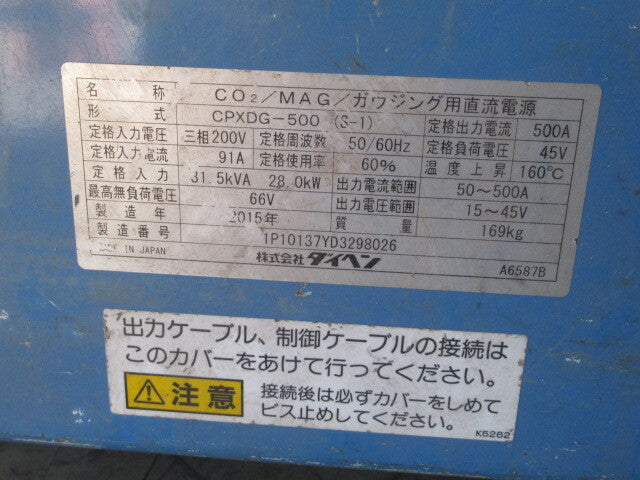 名称 CO₂/MAG/ガウジング用直流電源
形式 CPXDG-500 (S-1) 定格出力電流 500A
定格入力電圧 三相200V 定格周波数 50/60Hz 定格負荷電圧 45V
定格入力電流 91A 定格使用率 60% 温度上昇 160℃
定格入力 31.5kVA 28.0kW 出力電流範囲 50~500A
最高無負荷電圧 66V 出力電圧範囲 15~45V
製造年 2015年 質量 169kg
製造番号 1P10137YD3298026
MADE IN JAPAN 株式会社ダイヘン A6587B
出力ケーブル、制御ケーブルの接続は
このカバーをあけて行ってください。
注意 接続後は必ずカバーをしめて
ビス止めしてください。
K5262